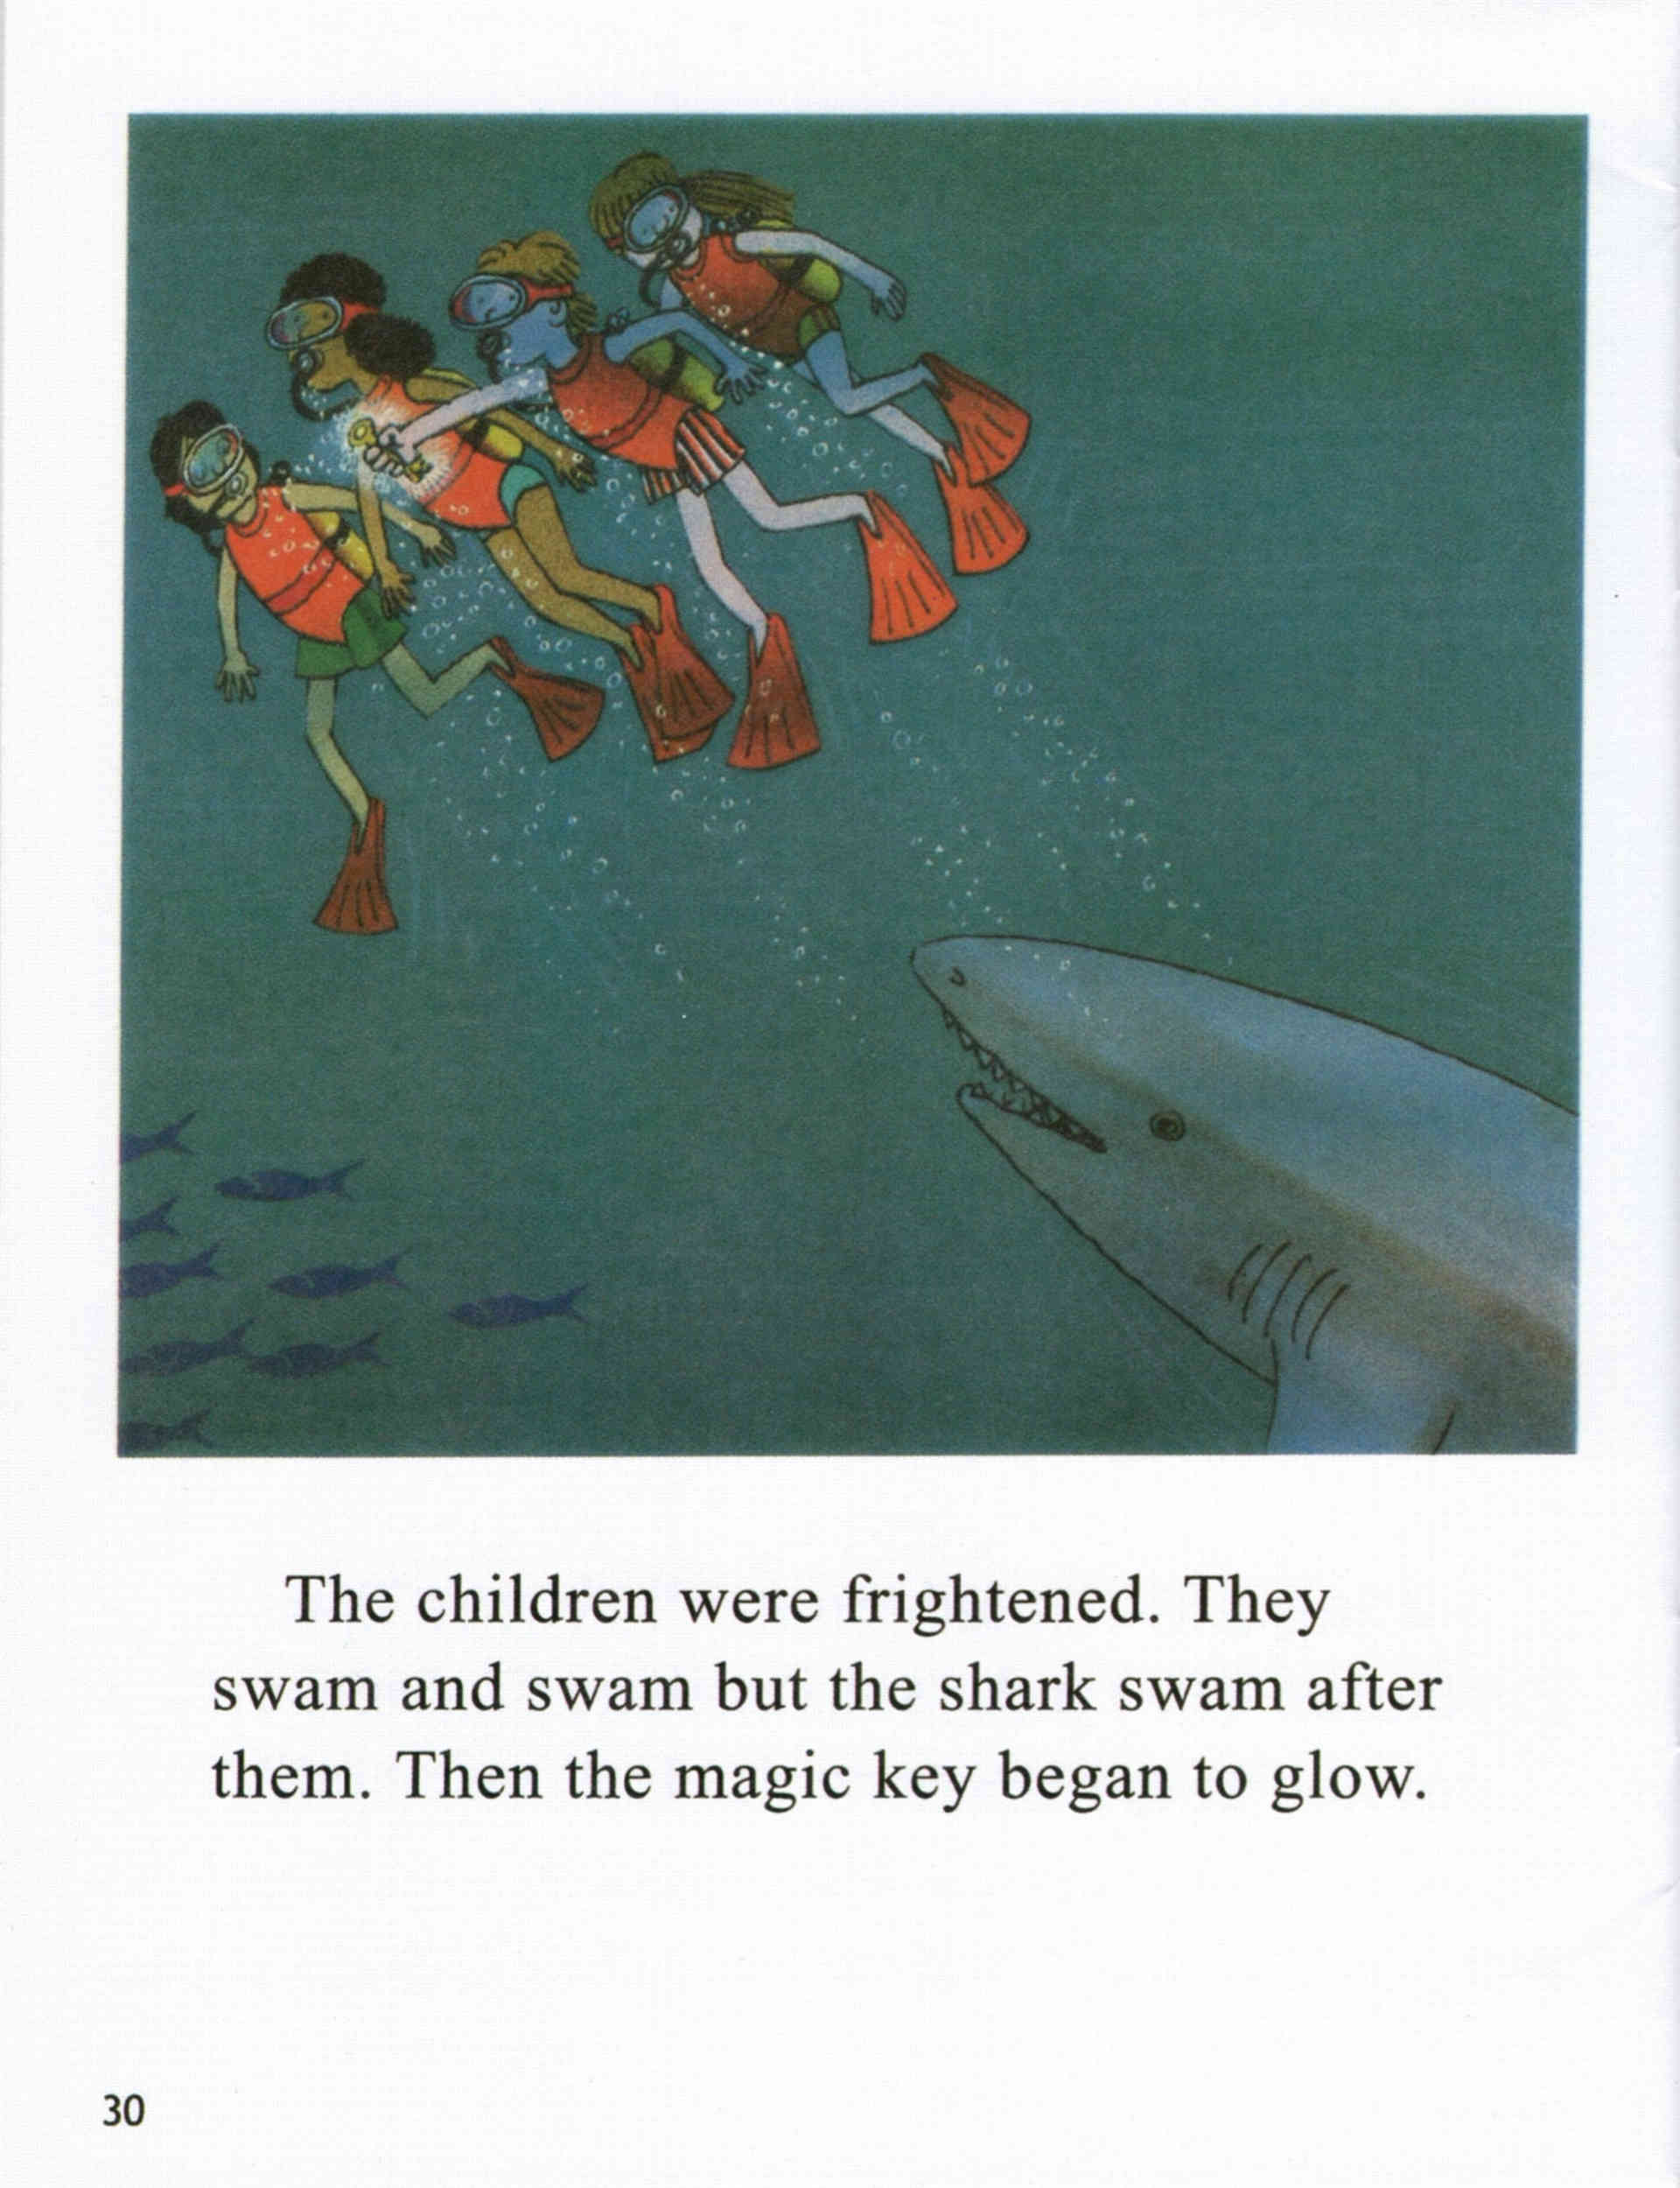 The children were frightened. They
swam and swam but the shark swam after
them. Then the magic key began to glow.
30